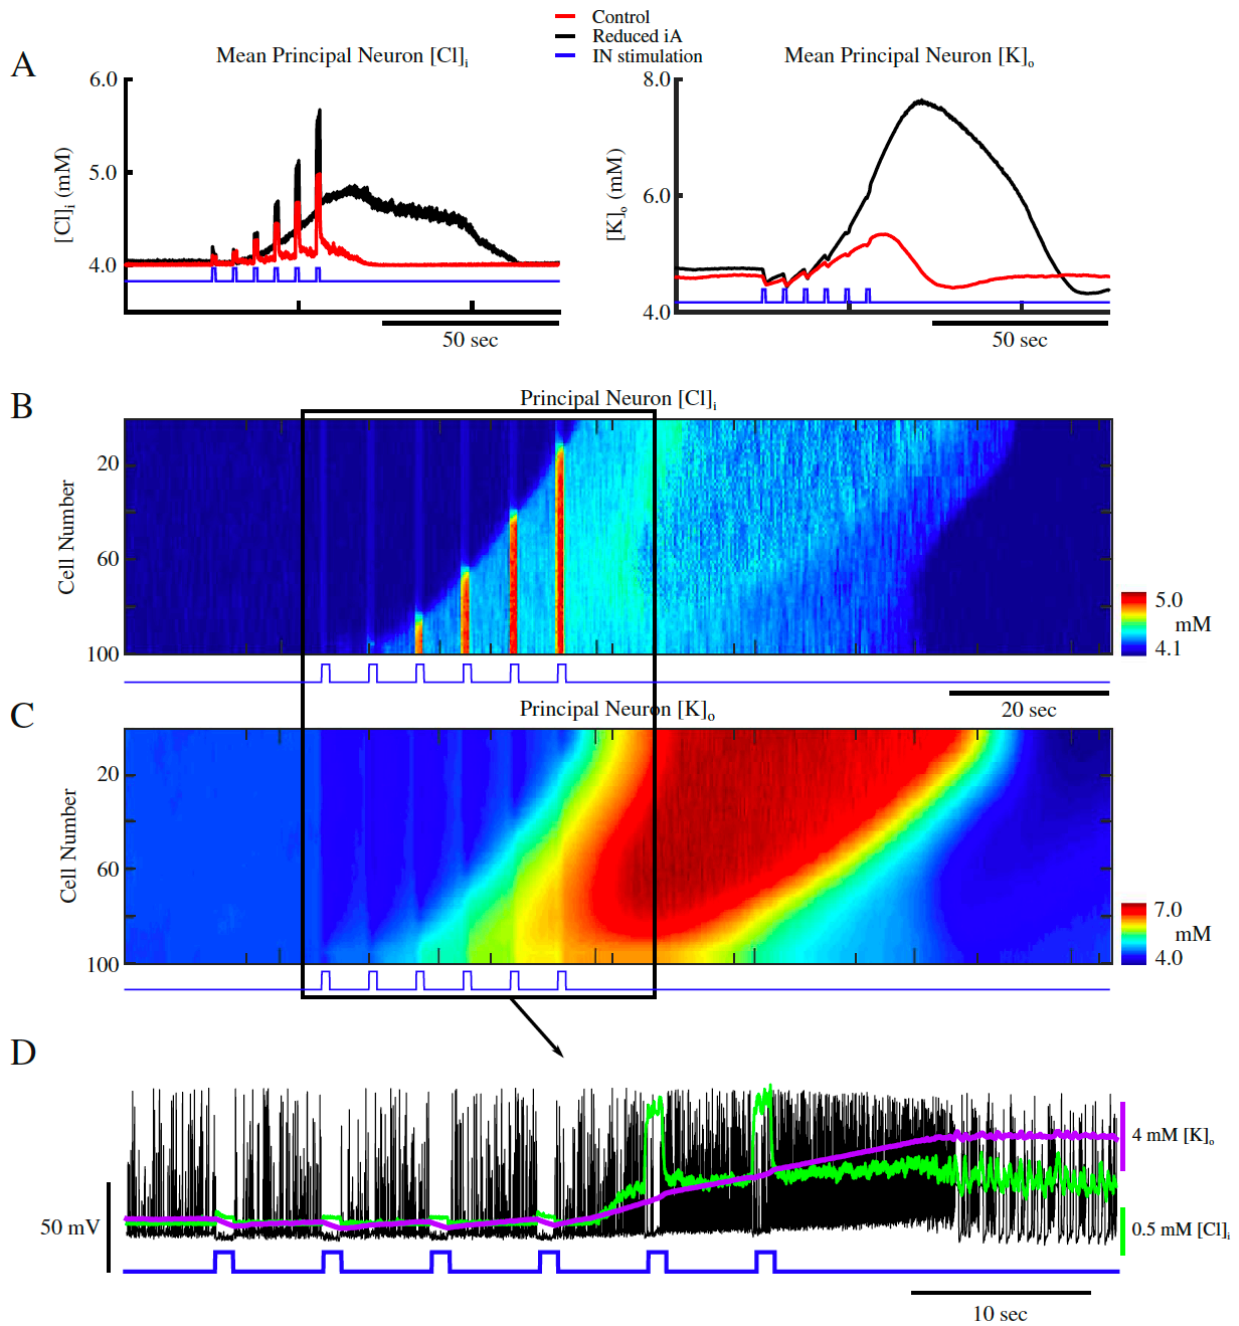 Control
Reduced iA
IN stimulation
A
Mean Principal Neuron [Cl]i
Mean Principal Neuron [K]o
6.0
5.0
4.0
[Cl]i (mM)
50 sec
8.0
6.0
4.0
[K]o (mM)
50 sec
B
Principal Neuron [Cl]i
Cell Number
20
60
100
5.0
mM
4.1
20 sec
C
Principal Neuron [K]o
Cell Number
20
60
100
7.0
mM
4.0
D
50 mV
4 mM [K]o
0.5 mM [Cl]i
10 sec